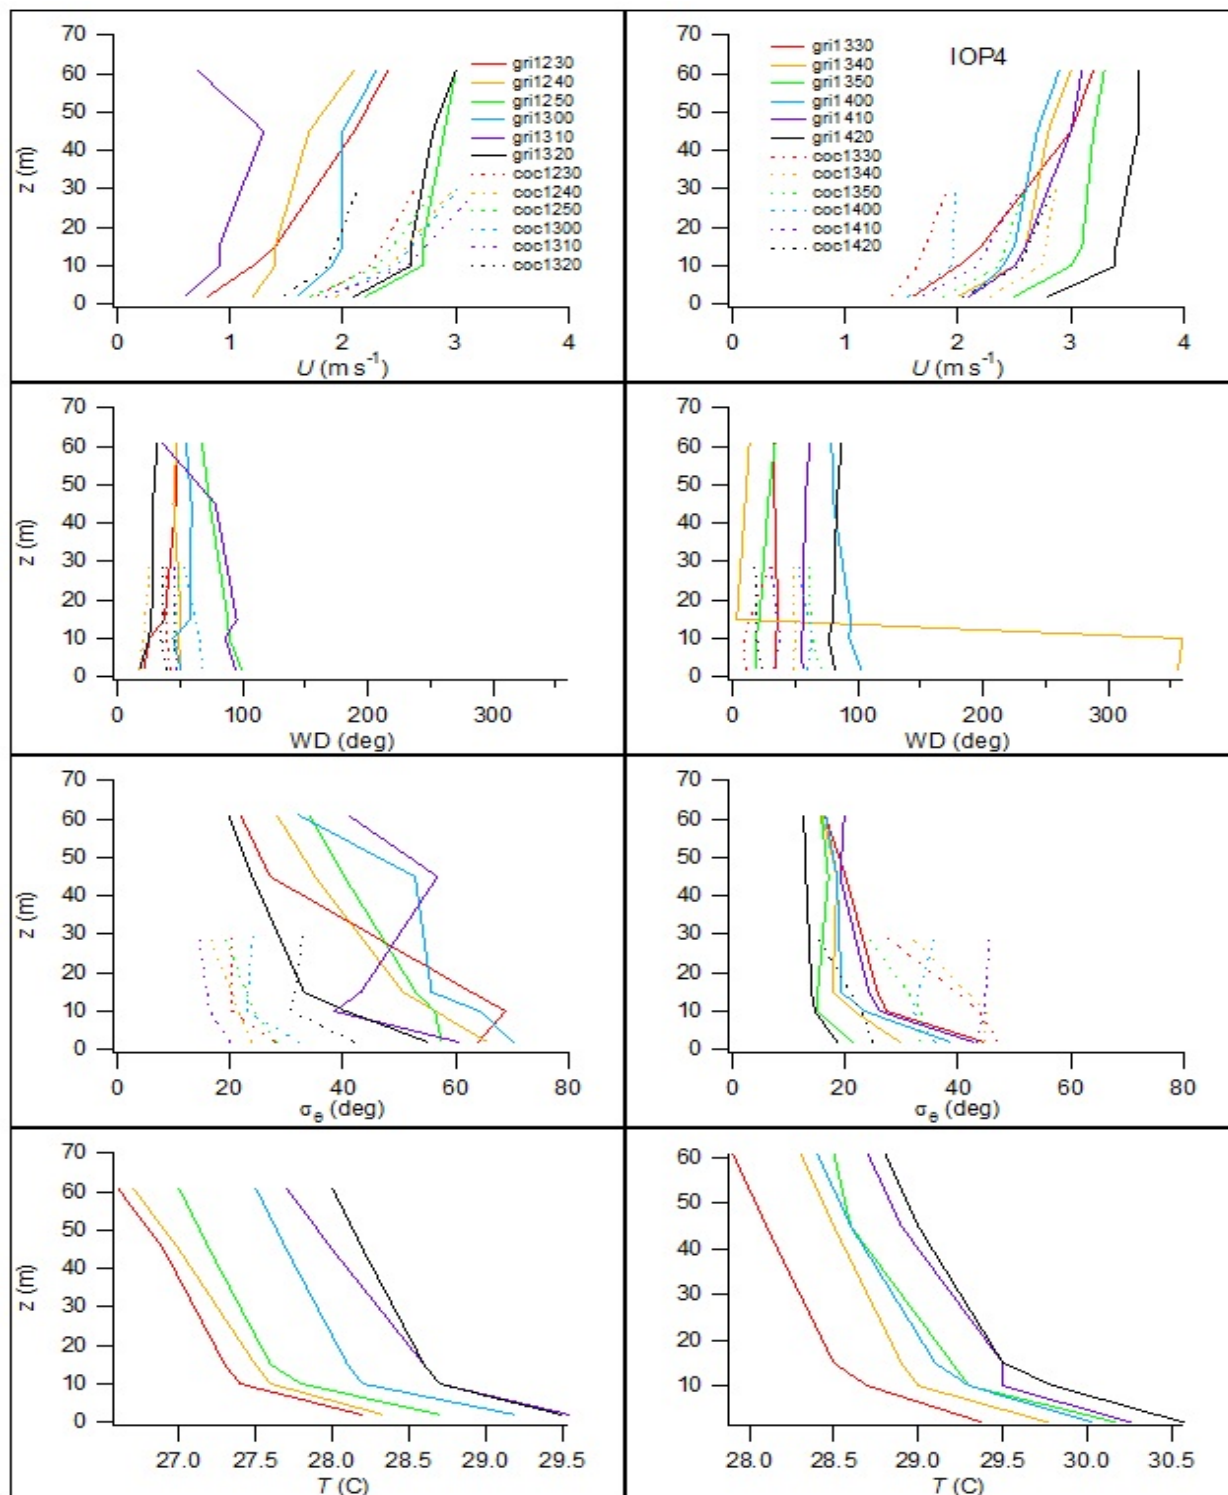 70
60
50
40
30
20
10
0
z (m)
0 1 2 3 4
U (m s-1)
gri1230
gri1240
gri1250
gri1300
gri1310
gri1320
coc1230
coc1240
coc1250
coc1300
coc1310
coc1320
70
60
50
40
30
20
10
0
0 1 2 3 4
U (m s-1)
gri1330
gri1340
gri1350
gri1400
gri1410
gri1420
coc1330
coc1340
coc1350
coc1400
coc1410
coc1420
IOP4
70
60
50
40
30
20
10
0
z (m)
0 100 200 300
WD (deg)
70
60
50
40
30
20
10
0
0 100 200 300
WD (deg)
70
60
50
40
30
20
10
0
z (m)
0 20 40 60 80
σθ (deg)
70
60
50
40
30
20
10
0
0 20 40 60 80
σθ (deg)
70
60
50
40
30
20
10
0
z (m)
27.0 27.5 28.0 28.5 29.0 29.5
T (C)
60
50
40
30
20
10
28.0 28.5 29.0 29.5 30.0 30.5
T (C)